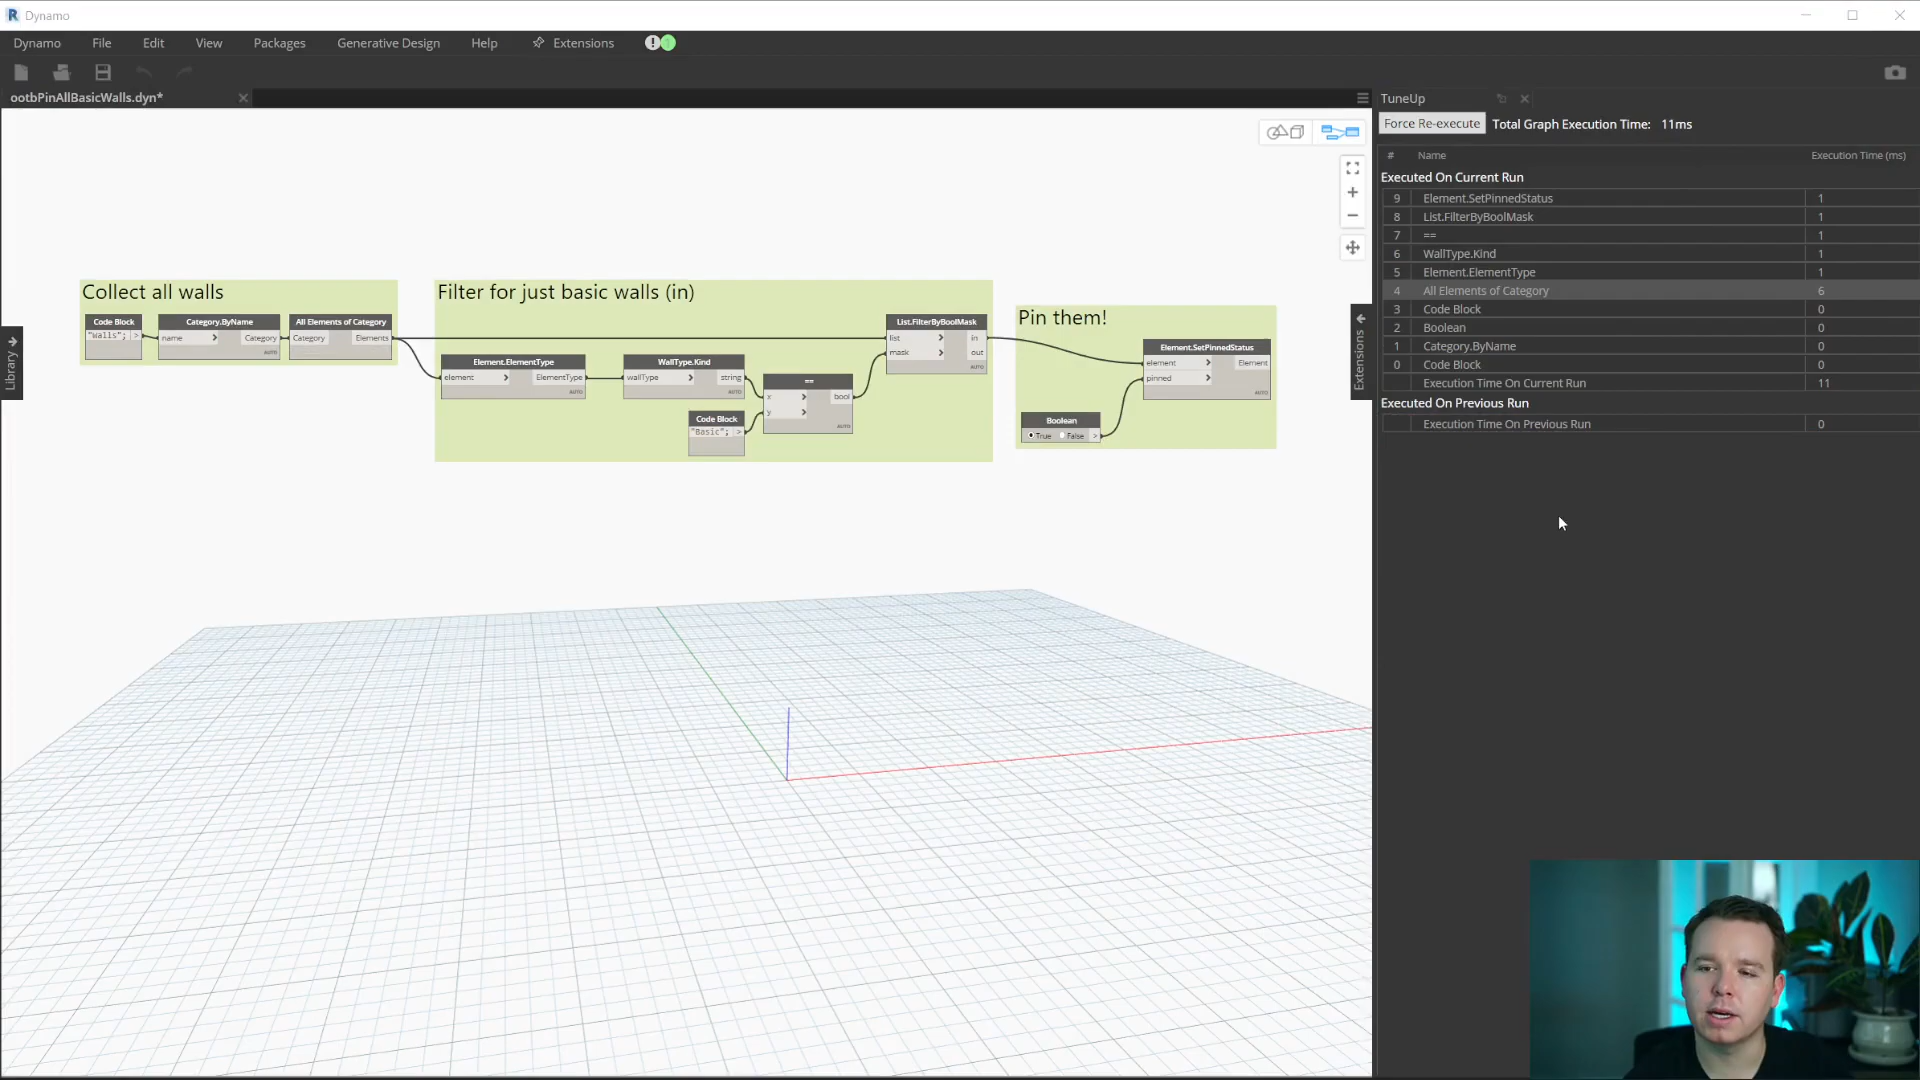 R Dynamo
Dynamo File Edit View Packages Generative Design Help Extensions ! 1
ootbPinAllBasicWalls.dyn*
TuneUp
Force Re-execute Total Graph Execution Time: 11ms
# Name Execution Time (ms)
Executed On Current Run
9 Element.SetPinnedStatus 1
8 List.FilterByBoolMask 1
7 == 1
6 WallType.Kind 1
5 Element.ElementType 1
4 All Elements of Category 6
3 Code Block 0
2 Boolean 0
1 Category.ByName 0
0 Code Block 0
Execution Time On Current Run 11
Executed On Previous Run
Execution Time On Previous Run 0
Library
Extensions
Collect all walls
Code Block
"Walls"; >
Category.ByName
name > Category
AUTO
All Elements of Category
Category Elements
Filter for just basic walls (in)
Element.ElementType
element > ElementType
AUTO
WallType.Kind
wallType > string
AUTO
Code Block
"Basic"; >
==
x > bool
y >
AUTO
List.FilterByBoolMask
list > in
mask > out
AUTO
Pin them!
Element.SetPinnedStatus
element > Element
pinned >
AUTO
Boolean
True False >